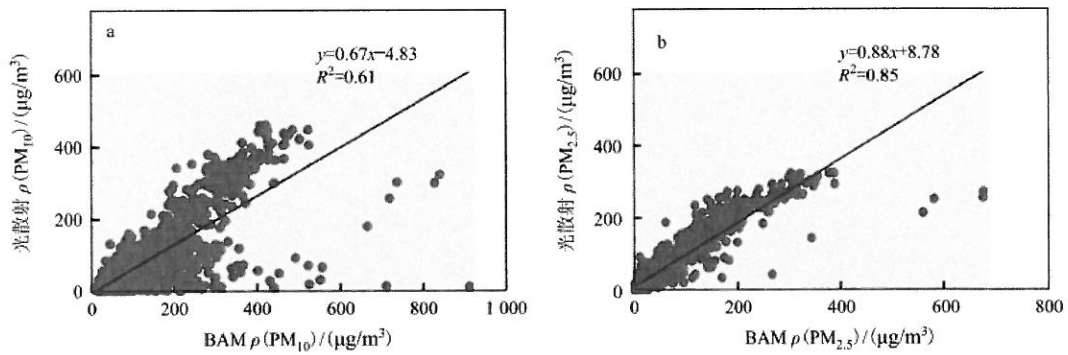 a
y=0.67x−4.83
R²=0.61
光散射 ρ(PM₁₀)/(μg/m³)
600
400
200
0
0 200 400 600 800 1 000
BAM ρ(PM₁₀)/(μg/m³)
b
y=0.88x+8.78
R²=0.85
光散射 ρ(PM₂.₅)/(μg/m³)
600
400
200
0
0 200 400 600 800
BAM ρ(PM₂.₅)/(μg/m³)